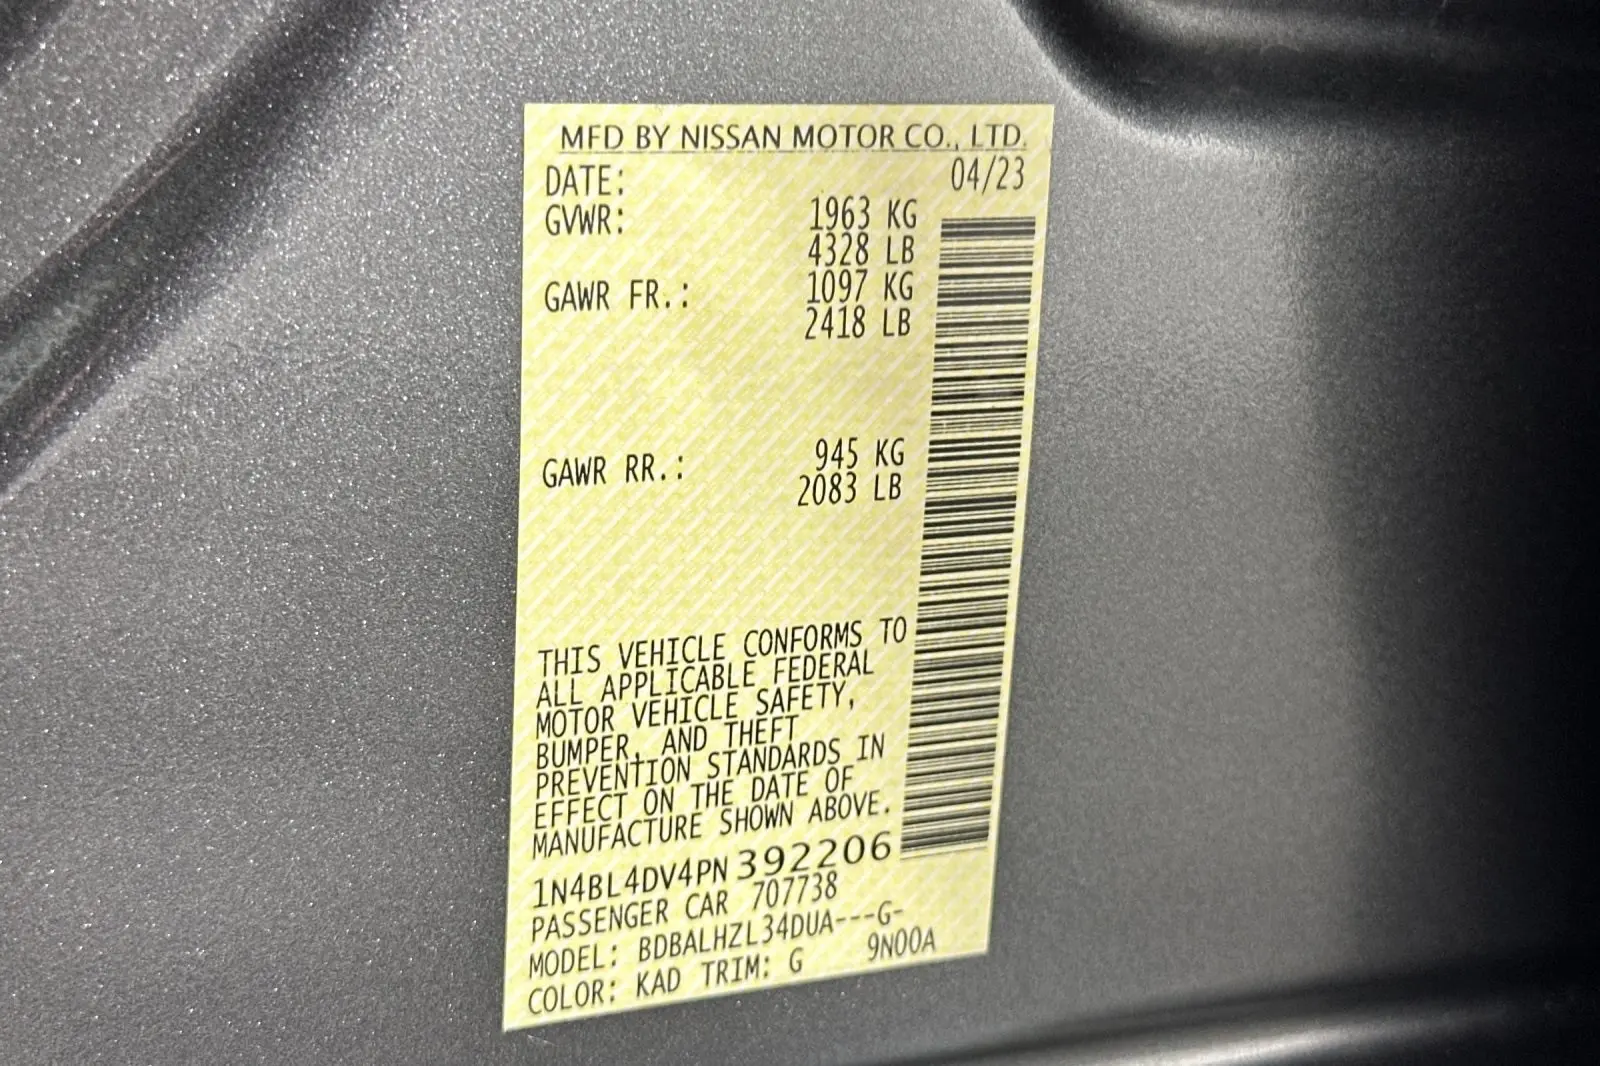 MFD BY NISSAN MOTOR CO., LTD.
DATE: 04/23
GVWR: 1963 KG
4328 LB
GAWR FR.: 1097 KG
2418 LB
GAWR RR.: 945 KG
2083 LB
THIS VEHICLE CONFORMS TO
ALL APPLICABLE FEDERAL
MOTOR VEHICLE SAFETY,
BUMPER, AND THEFT
PREVENTION STANDARDS IN
EFFECT ON THE DATE OF
MANUFACTURE SHOWN ABOVE.
1N4BL4DV4PN392206
PASSENGER CAR 707738
MODEL: BDBALHZL34DUA---G-
COLOR: KAD TRIM: G 9N00A